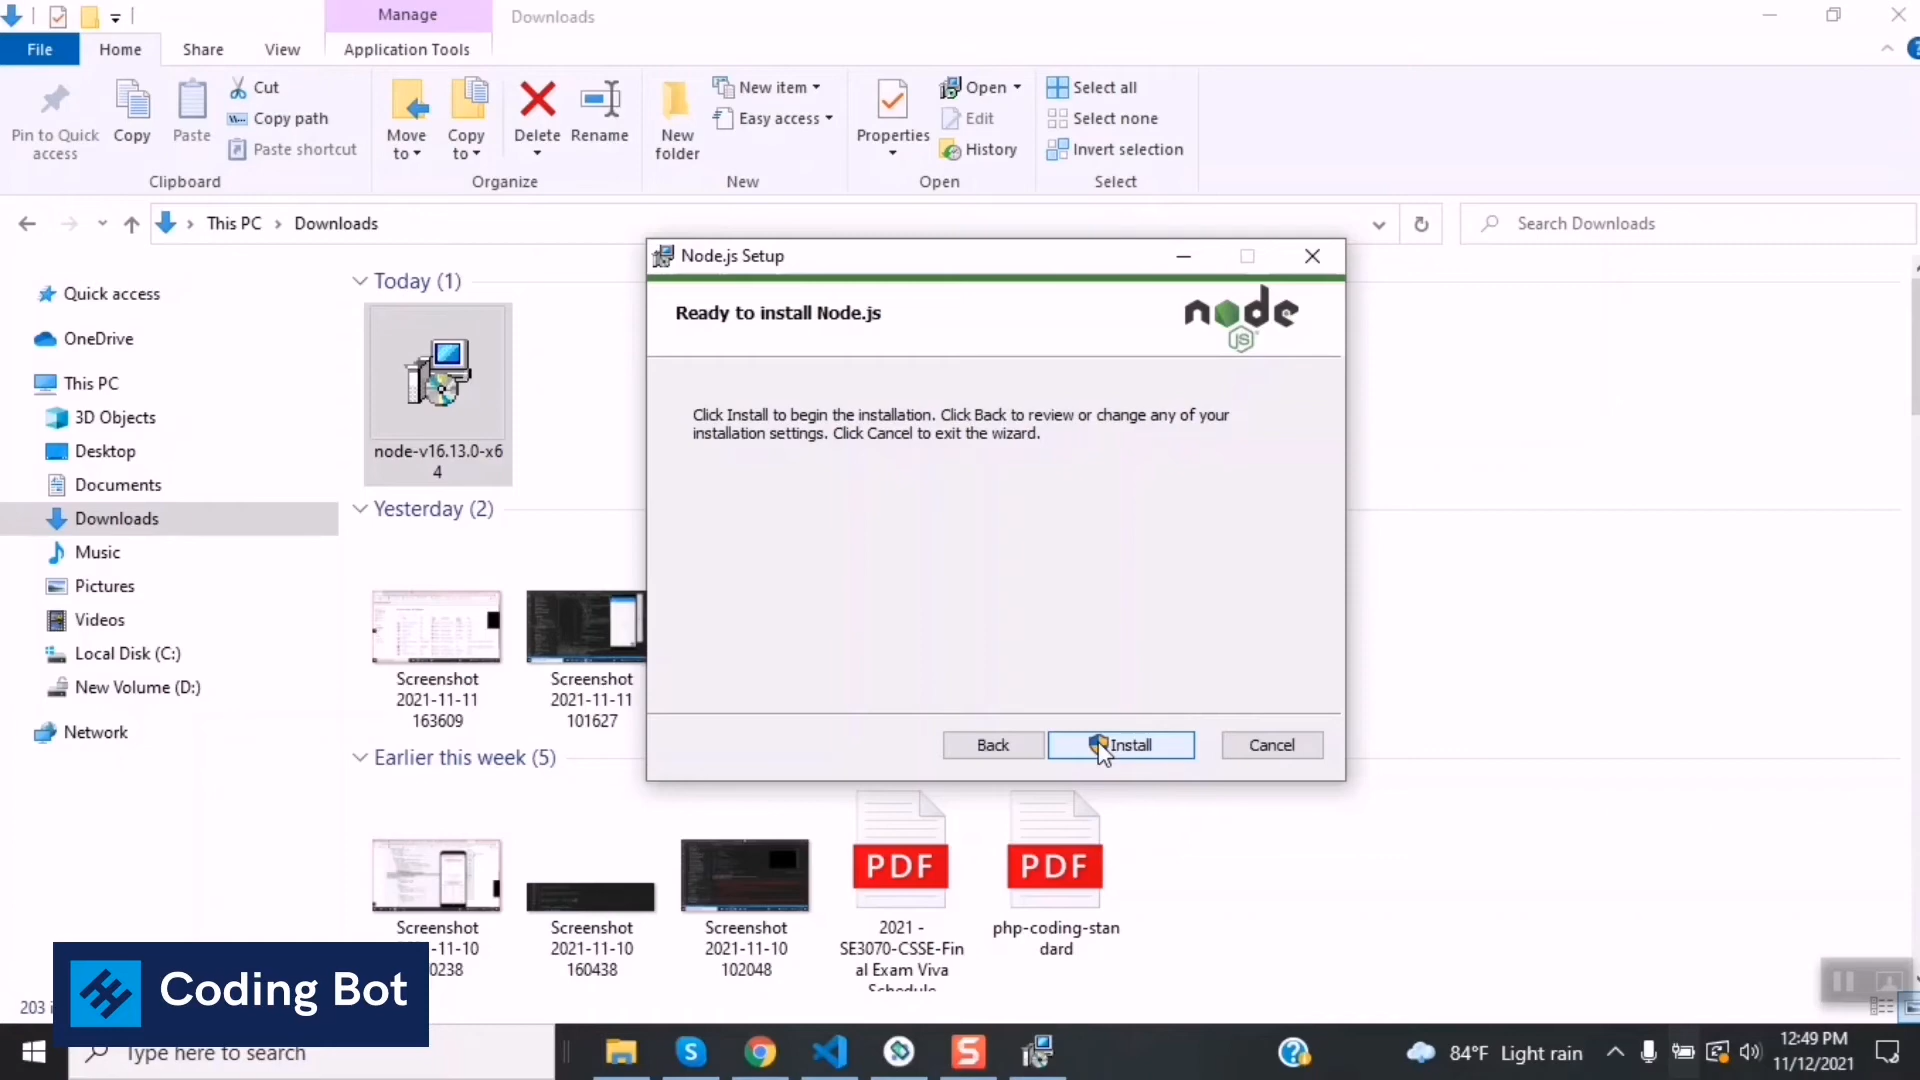 Manage
Downloads
File
Home
Share
View
Application Tools
Pin to Quick
access
Copy
Paste
Cut
Copy path
Paste shortcut
Clipboard
Move
to
Copy
to
Delete
Rename
Organize
New
folder
New item
Easy access
New
Properties
Open
Edit
History
Open
Select all
Select none
Invert selection
Select
This PC
Downloads
Search Downloads
Quick access
OneDrive
This PC
3D Objects
Desktop
Documents
Downloads
Music
Pictures
Videos
Local Disk (C:)
New Volume (D:)
Network
Today (1)
node-v16.13.0-x6
4
Yesterday (2)
Screenshot
2021-11-11
163609
Screenshot
2021-11-11
101627
Earlier this week (5)
Screenshot
-11-10
0238
Screenshot
2021-11-10
160438
Screenshot
2021-11-10
102048
PDF
2021 -
SE3070-CSSE-Fin
al Exam Viva
Schedule
PDF
php-coding-stan
dard
Node.js Setup
Ready to install Node.js
node
JS
Click Install to begin the installation. Click Back to review or change any of your
installation settings. Click Cancel to exit the wizard.
Back
Install
Cancel
203
Coding Bot
Type here to search
84°F Light rain
12:49 PM
11/12/2021